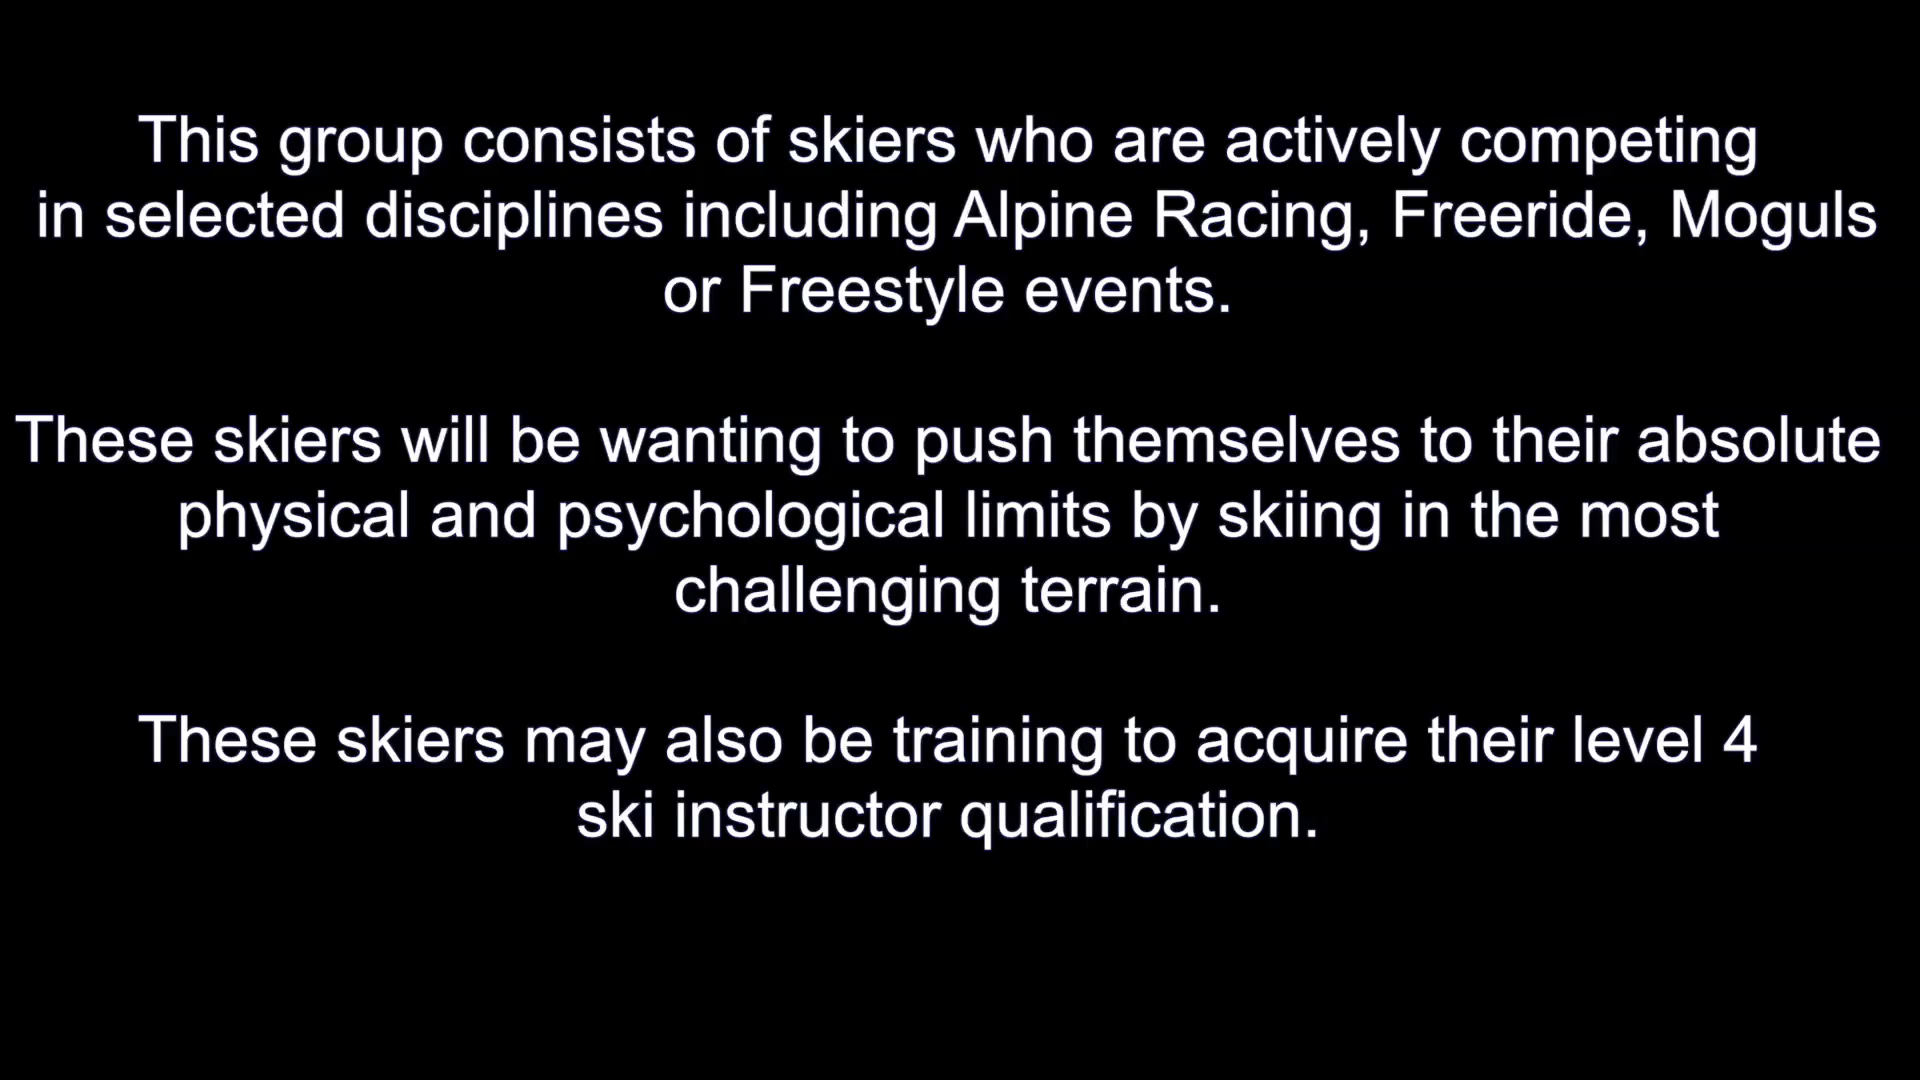 This group consists of skiers who are actively competing
in selected disciplines including Alpine Racing, Freeride, Moguls
or Freestyle events.
These skiers will be wanting to push themselves to their absolute
physical and psychological limits by skiing in the most
challenging terrain.
These skiers may also be training to acquire their level 4
ski instructor qualification.